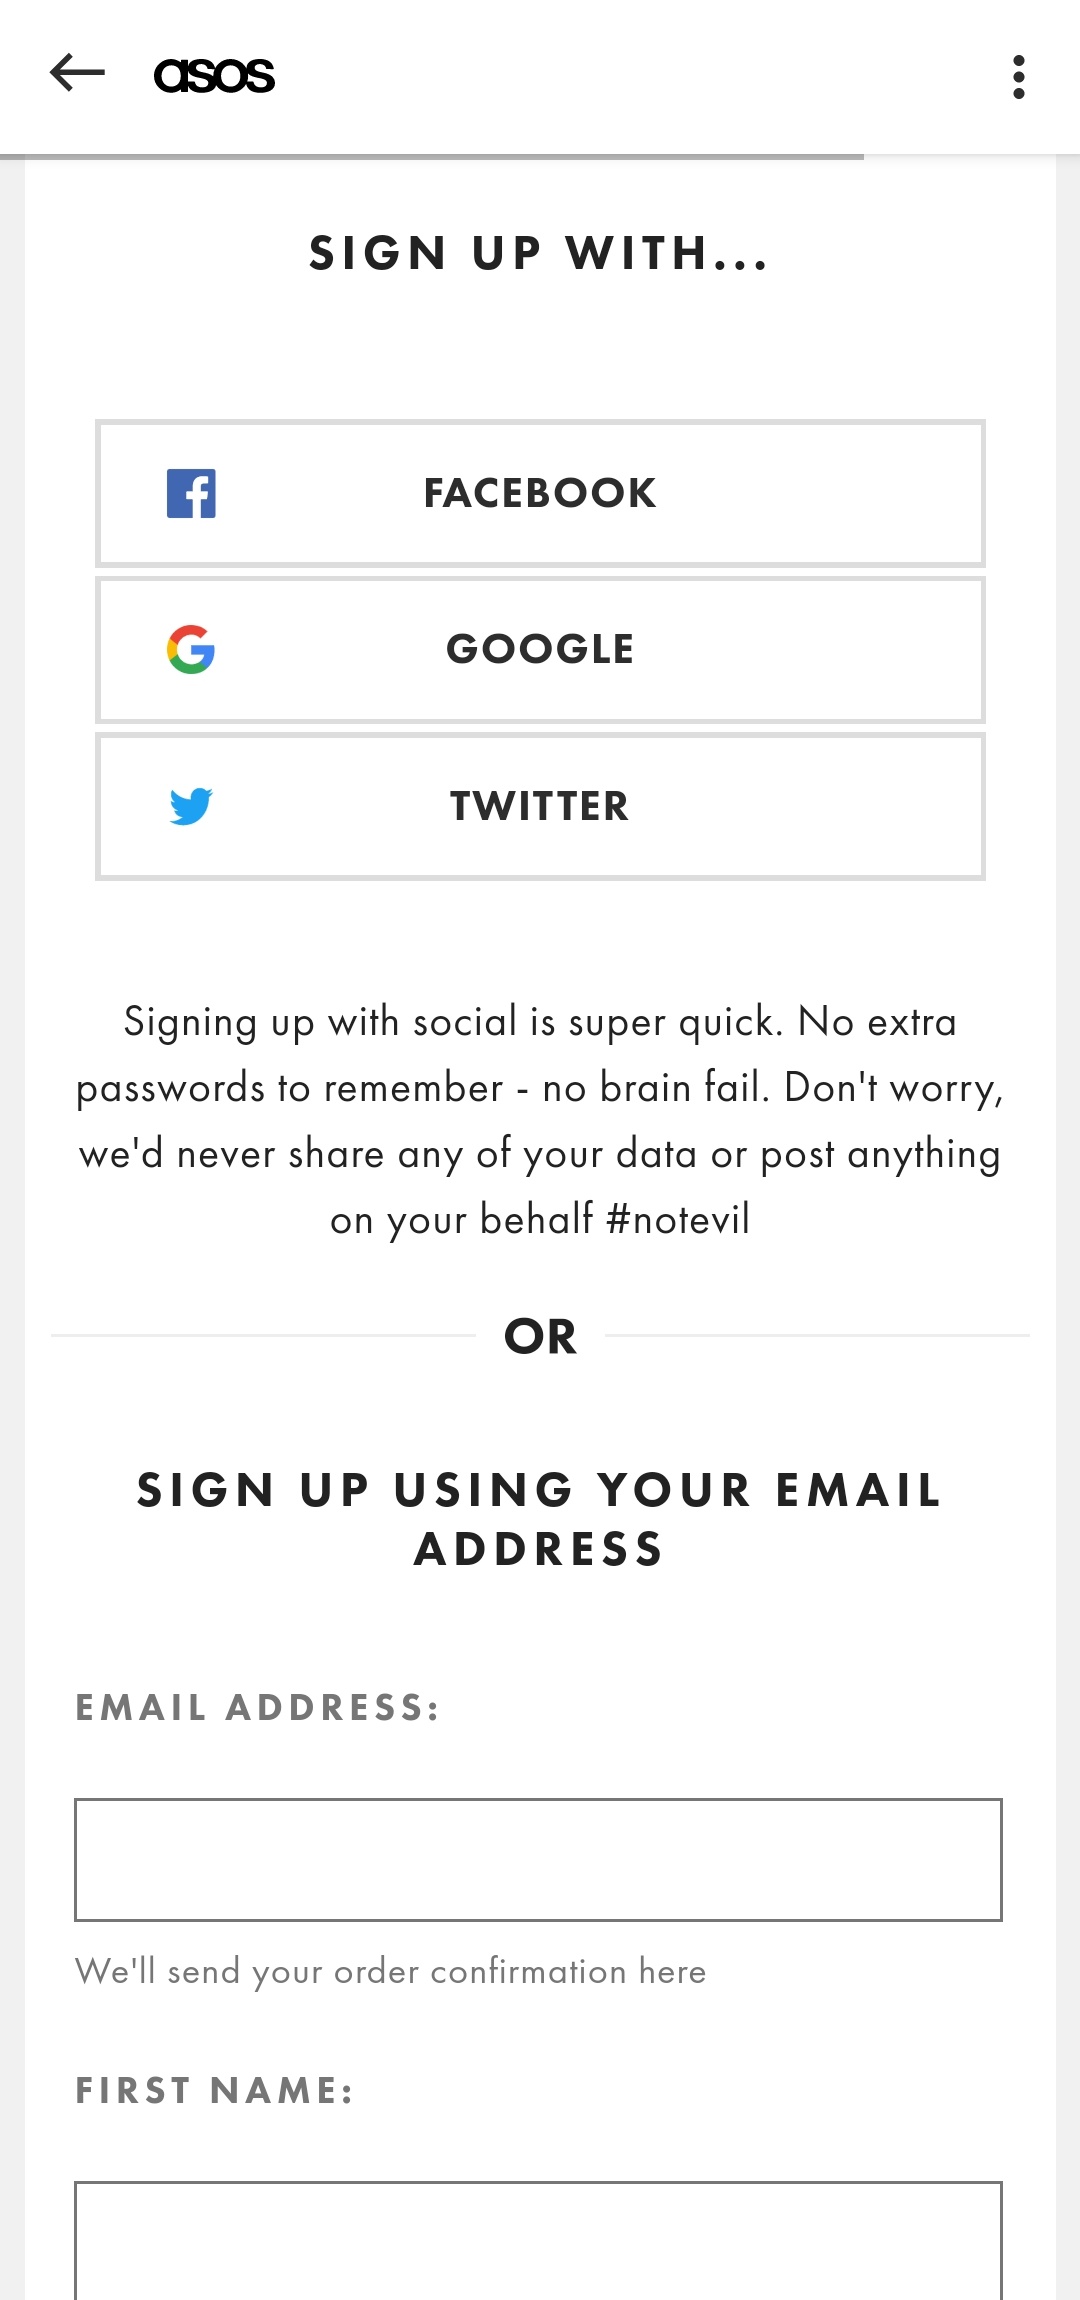 asos
SIGN UP WITH...
FACEBOOK
GOOGLE
TWITTER
Signing up with social is super quick. No extra
passwords to remember - no brain fail. Don't worry,
we'd never share any of your data or post anything
on your behalf #notevil
OR
SIGN UP USING YOUR EMAIL
ADDRESS
EMAIL ADDRESS:
We'll send your order confirmation here
FIRST NAME: